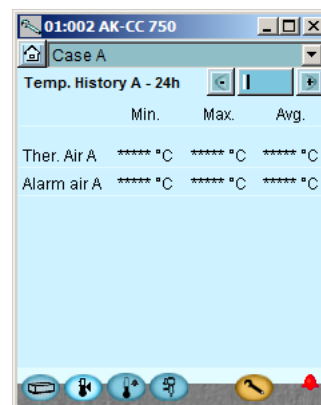 01:002 AK-CC 750
Case A
Temp. History A - 24h
Min. Max. Avg.
Ther. Air A ***** °C ***** °C ***** °C
Alarm air A ***** °C ***** °C ***** °C